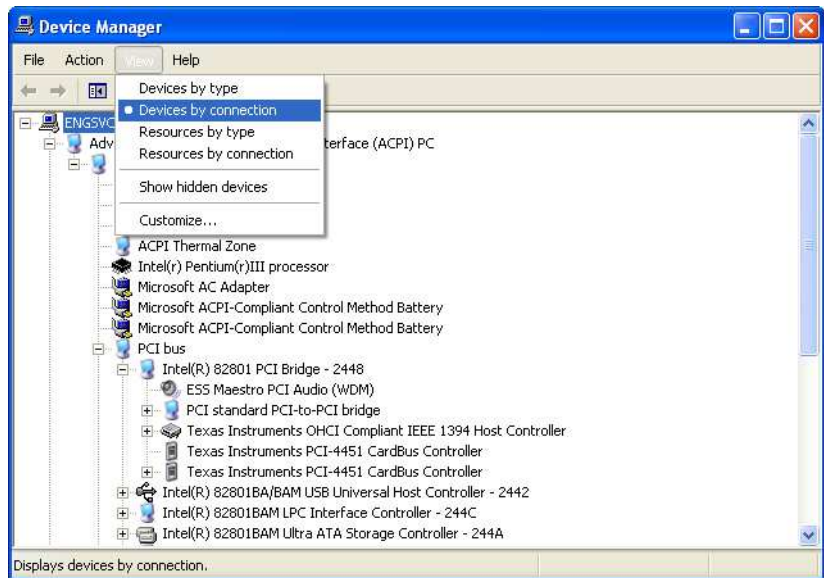 Device Manager
File Action View Help
Devices by type
Devices by connection
Resources by type
Resources by connection
Show hidden devices
Customize...
ENGSVC
Adv terface (ACPI) PC
ACPI Thermal Zone
Intel(r) Pentium(r)III processor
Microsoft AC Adapter
Microsoft ACPI-Compliant Control Method Battery
Microsoft ACPI-Compliant Control Method Battery
PCI bus
Intel(R) 82801 PCI Bridge - 2448
ESS Maestro PCI Audio (WDM)
PCI standard PCI-to-PCI bridge
Texas Instruments OHCI Compliant IEEE 1394 Host Controller
Texas Instruments PCI-4451 CardBus Controller
Texas Instruments PCI-4451 CardBus Controller
Intel(R) 82801BA/BAM USB Universal Host Controller - 2442
Intel(R) 82801BAM LPC Interface Controller - 244C
Intel(R) 82801BAM Ultra ATA Storage Controller - 244A
Displays devices by connection.